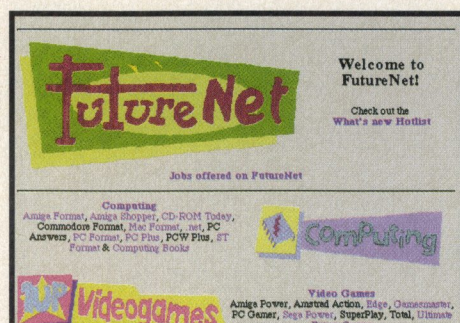 FutureNet
Welcome to
FutureNet!
Check out the
What's new Hotlist
Jobs offered on FutureNet
Computing
Amiga Format, Amiga Shopper, CD-ROM Today,
Commodore Format, Mac Format, .net, PC
Answers, PC Format, PC Plus, PCW Plus, ST
Format & Computing Books
Computing
Videogames
Video Games
Amiga Power, Amstrad Action, Edge, Gamesmaster,
PC Gamer, Sega Power, SuperPlay, Total, Ultimate